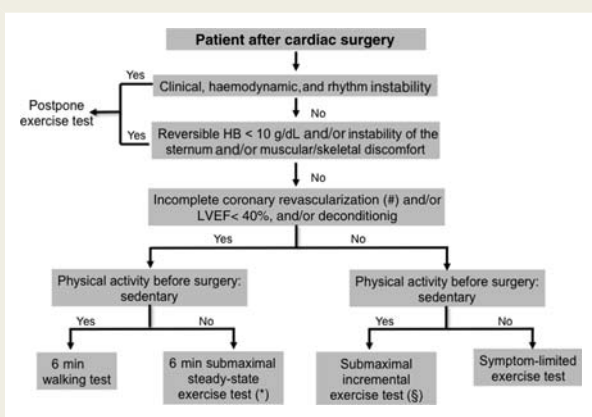 Patient after cardiac surgery
Yes
Clinical, haemodynamic, and rhythm instability
Postpone
exercise test
No
Yes
Reversible HB < 10 g/dL and/or instability of the
sternum and/or muscular/skeletal discomfort
No
Incomplete coronary revascularization (#) and/or
LVEF< 40%, and/or deconditionig
Yes
No
Physical activity before surgery:
sedentary
Physical activity before surgery:
sedentary
Yes
No
Yes
No
6 min
walking test
6 min submaximal
steady-state
exercise test (*)
Submaximal
incremental
exercise test (§)
Symptom-limited
exercise test